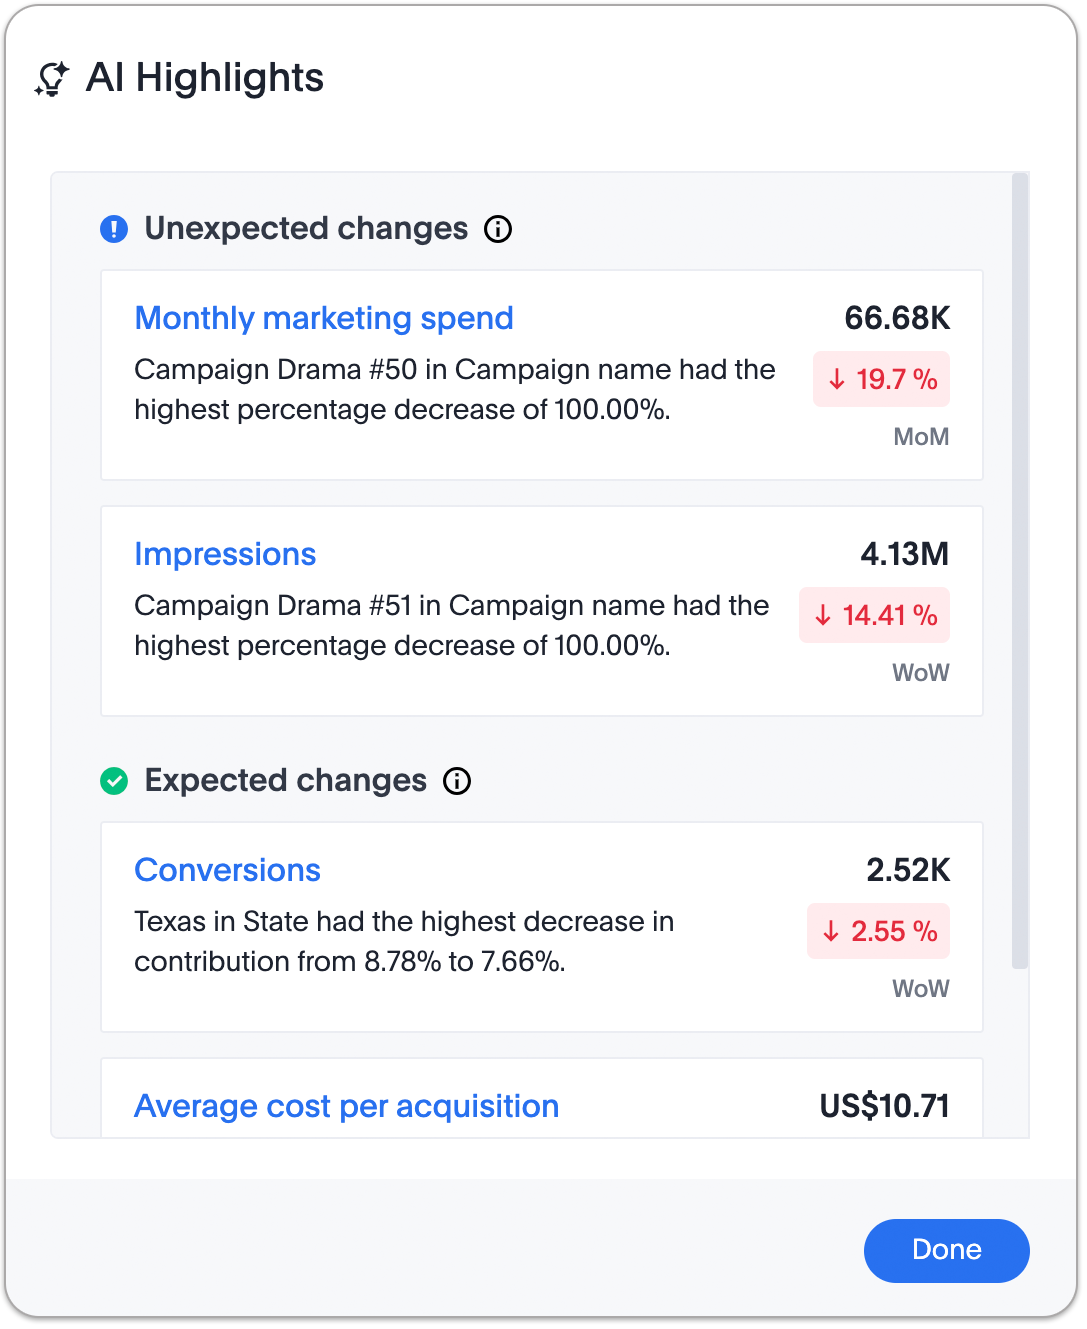 AI Highlights
Unexpected changes
Monthly marketing spend
66.68K
Campaign Drama #50 in Campaign name had the
highest percentage decrease of 100.00%.
↓ 19.7 %
MoM
Impressions
4.13M
Campaign Drama #51 in Campaign name had the
highest percentage decrease of 100.00%.
↓ 14.41 %
WoW
Expected changes
Conversions
2.52K
Texas in State had the highest decrease in
contribution from 8.78% to 7.66%.
↓ 2.55 %
WoW
Average cost per acquisition
US$10.71
Done